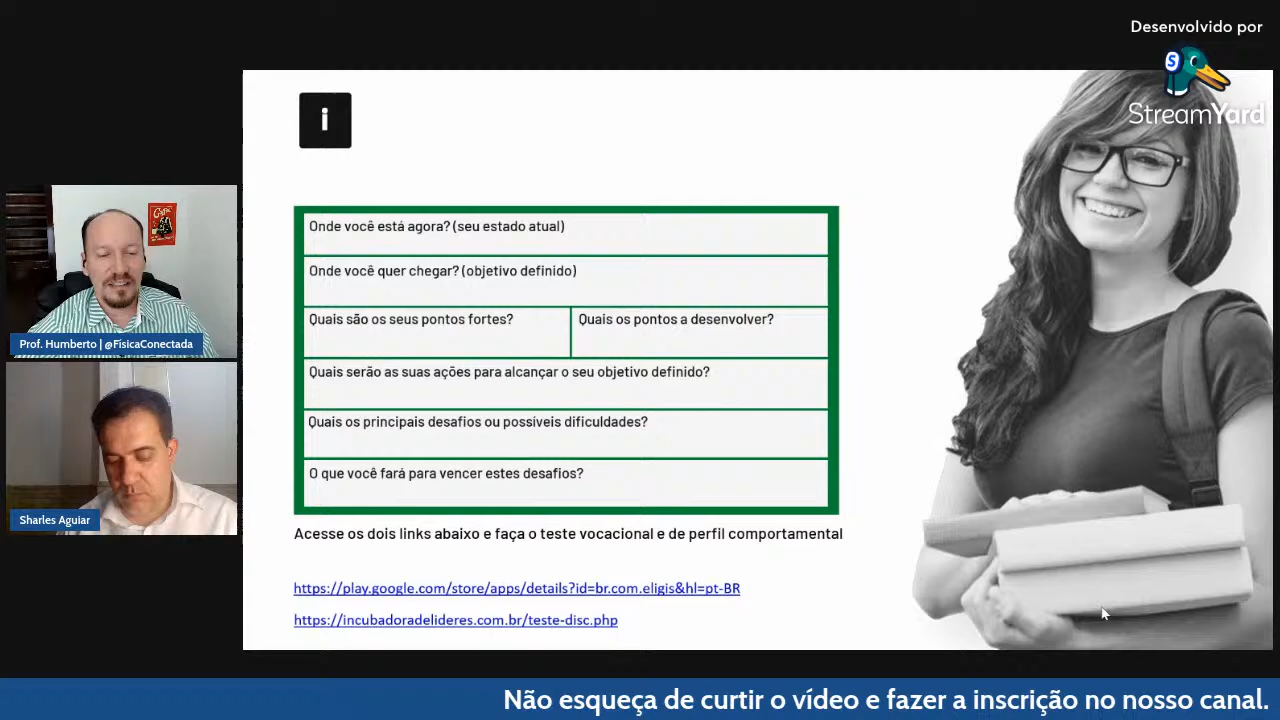 Desenvolvido por
StreamYard
i
Onde você está agora? (seu estado atual)
Onde você quer chegar? (objetivo definido)
Quais são os seus pontos fortes?
Quais os pontos a desenvolver?
Quais serão as suas ações para alcançar o seu objetivo definido?
Quais os principais desafios ou possíveis dificuldades?
O que você fará para vencer estes desafios?
Acesse os dois links abaixo e faça o teste vocacional e de perfil comportamental
https://play.google.com/store/apps/details?id=br.com.eligis&hl=pt-BR
https://incubadoradelideres.com.br/teste-disc.php
Prof. Humberto | @FísicaConectada
Sharles Aguiar
Não esqueça de curtir o vídeo e fazer a inscrição no nosso canal.